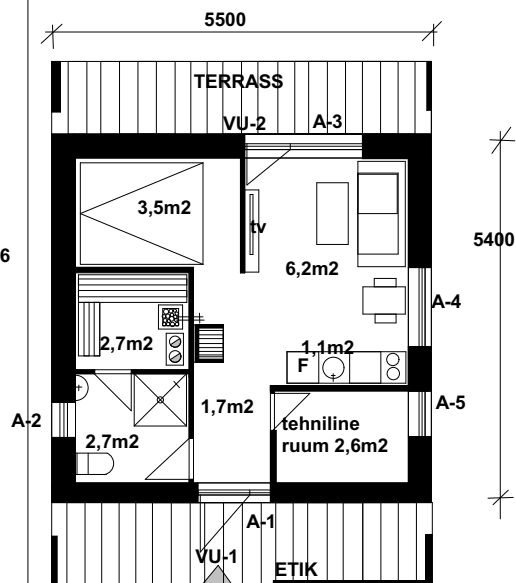 5500
TERRASS
VU-2 A-3
3,5m2
tv
5400
6
6,2m2
A-4
2,7m2
1,1m2
F
1,7m2
A-5
A-2
tehniline
ruum 2,6m2
2,7m2
A-1
VU-1
ETIK